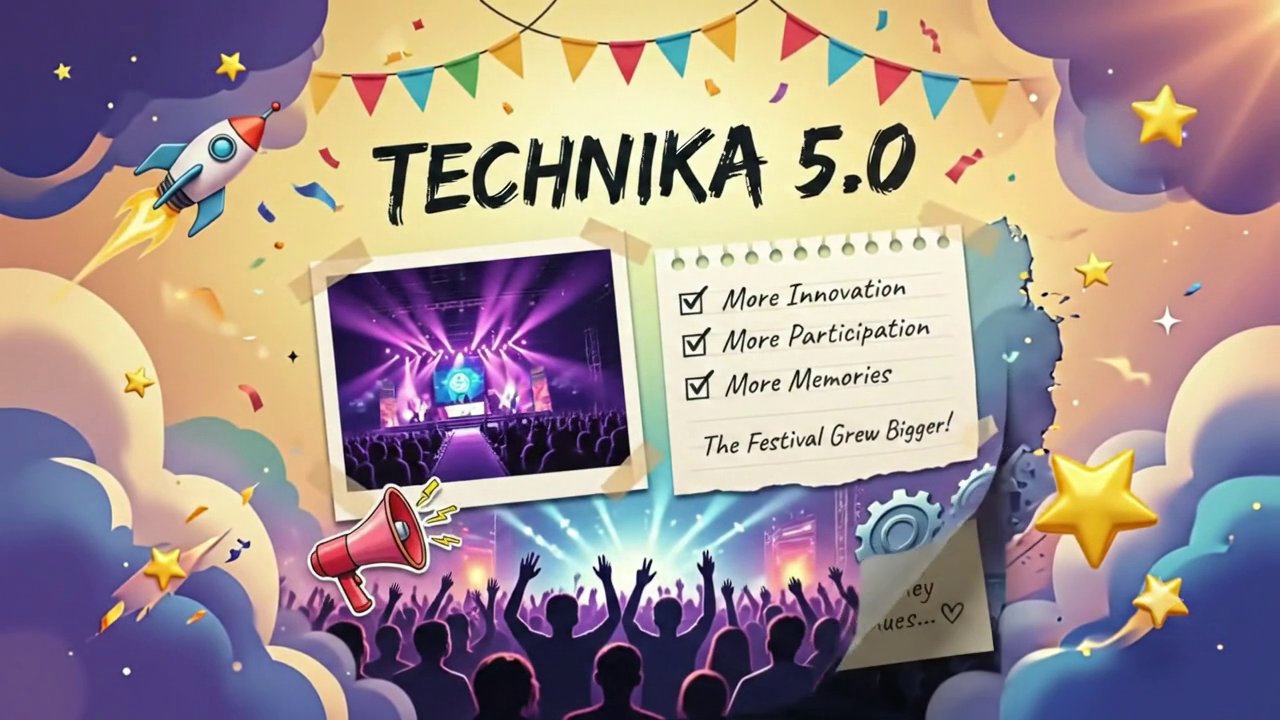 TECHNIKA 5.0
More Innovation
More Participation
More Memories
The Festival Grew Bigger!